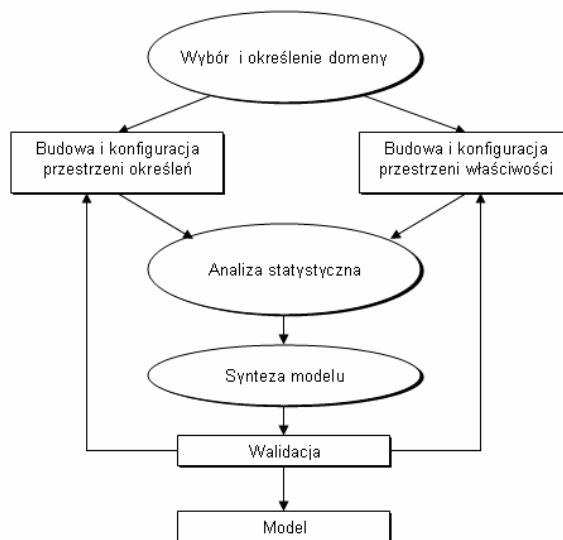 Wybór i określenie domeny
Budowa i konfiguracja
przestrzeni określeń
Budowa i konfiguracja
przestrzeni właściwości
Analiza statystyczna
Synteza modelu
Walidacja
Model